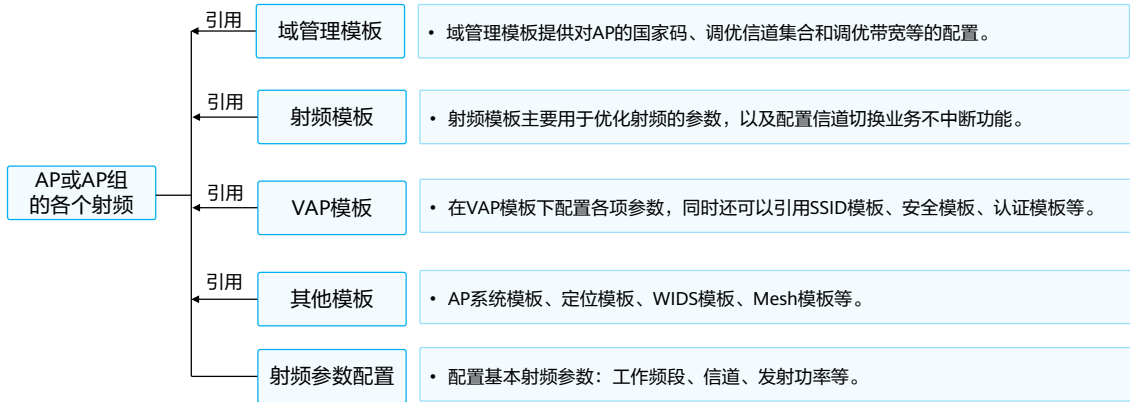 引用
域管理模板
• 域管理模板提供对AP的国家码、调优信道集合和调优带宽等的配置。
引用
射频模板
• 射频模板主要用于优化射频的参数，以及配置信道切换业务不中断功能。
AP或AP组
的各个射频
引用
VAP模板
• 在VAP模板下配置各项参数，同时还可以引用SSID模板、安全模板、认证模板等。
引用
其他模板
• AP系统模板、定位模板、WIDS模板、Mesh模板等。
射频参数配置
• 配置基本射频参数：工作频段、信道、发射功率等。